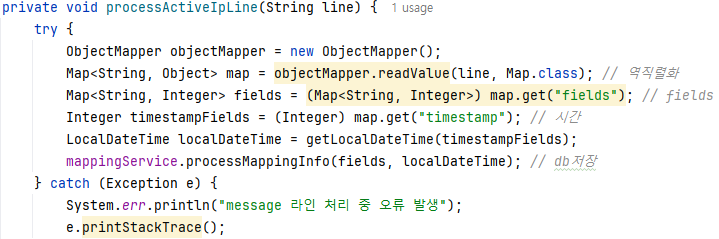 private void processActiveIpLine(String line) { 1 usage
try {
ObjectMapper objectMapper = new ObjectMapper();
Map<String, Object> map = objectMapper.readValue(line, Map.class); // 역직렬화
Map<String, Integer> fields = (Map<String, Integer>) map.get("fields"); // fields
Integer timestampFields = (Integer) map.get("timestamp"); // 시간
LocalDateTime localDateTime = getLocalDateTime(timestampFields);
mappingService.processMappingInfo(fields, localDateTime); // db저장
} catch (Exception e) {
System.err.println("message 라인 처리 중 오류 발생");
e.printStackTrace();